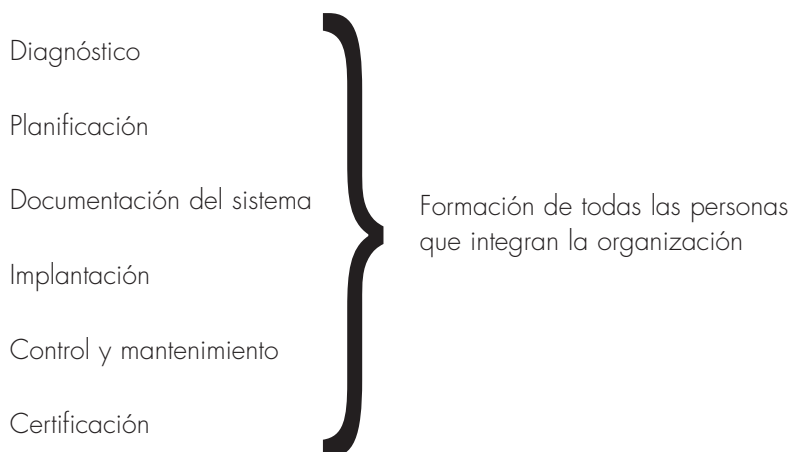 Diagnóstico
Planificación
Documentación del sistema
Implantación
Control y mantenimiento
Certificación
Formación de todas las personas
que integran la organización